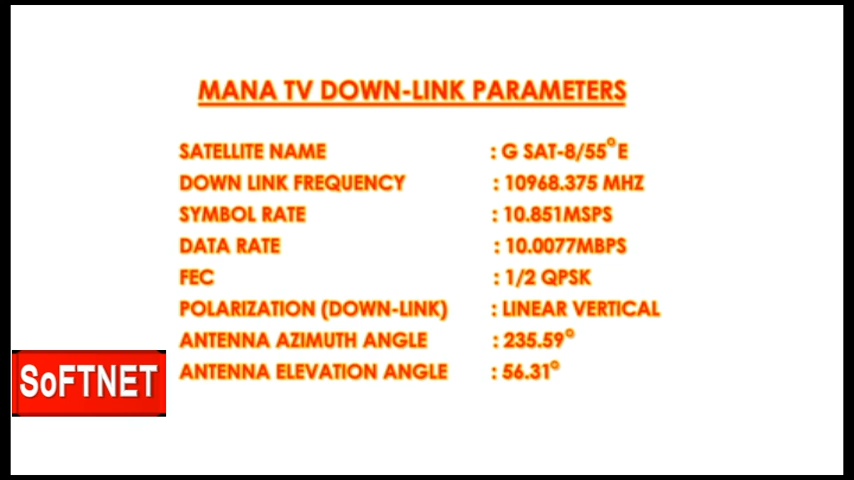 MANA TV DOWN-LINK PARAMETERS
SATELLITE NAME : G SAT-8/55°E
DOWN LINK FREQUENCY : 10968.375 MHZ
SYMBOL RATE : 10.851MSPS
DATA RATE : 10.0077MBPS
FEC : 1/2 QPSK
POLARIZATION (DOWN-LINK) : LINEAR VERTICAL
ANTENNA AZIMUTH ANGLE : 235.59°
ANTENNA ELEVATION ANGLE : 56.31°
SoFTNET